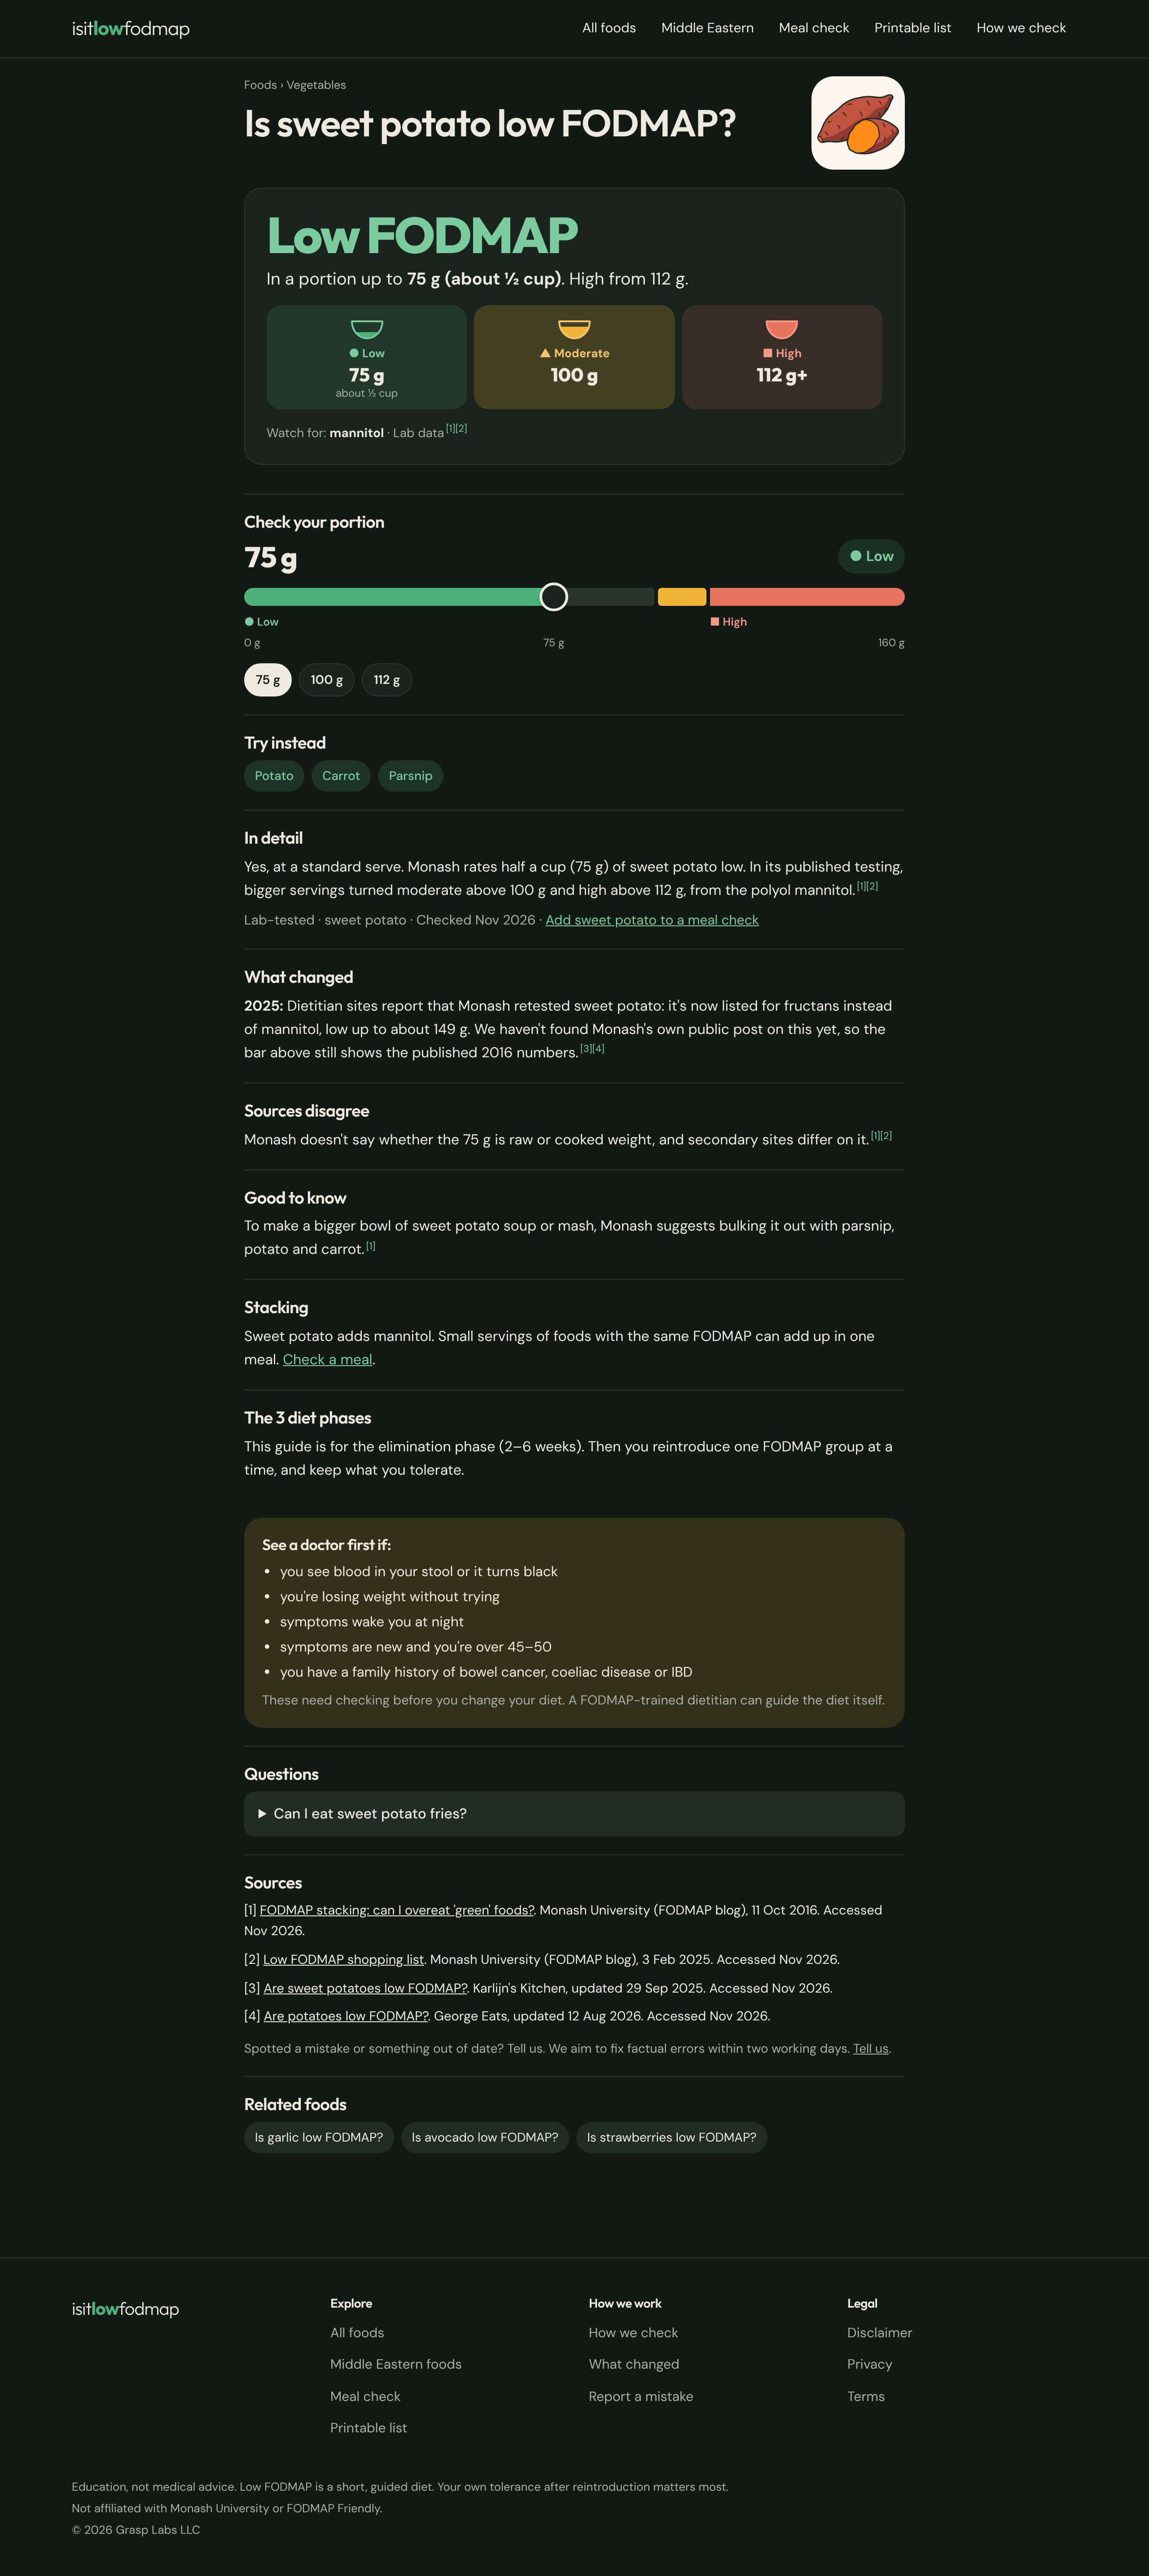 isitlowfodmap
All foods Middle Eastern Meal check Printable list How we check
Foods › Vegetables
Is sweet potato low FODMAP?
Low FODMAP
In a portion up to 75 g (about ½ cup). High from 112 g.
● Low
75 g
about ½ cup
▲ Moderate
100 g
■ High
112 g+
Watch for: mannitol · Lab data [1][2]
Check your portion
75 g
● Low
● Low
■ High
0 g 75 g 160 g
75 g 100 g 112 g
Try instead
Potato Carrot Parsnip
In detail
Yes, at a standard serve. Monash rates half a cup (75 g) of sweet potato low. In its published testing,
bigger servings turned moderate above 100 g and high above 112 g, from the polyol mannitol. [1][2]
Lab-tested · sweet potato · Checked Nov 2026 · Add sweet potato to a meal check
What changed
2025: Dietitian sites report that Monash retested sweet potato: it's now listed for fructans instead
of mannitol, low up to about 149 g. We haven't found Monash's own public post on this yet, so the
bar above still shows the published 2016 numbers. [3][4]
Sources disagree
Monash doesn't say whether the 75 g is raw or cooked weight, and secondary sites differ on it. [1][2]
Good to know
To make a bigger bowl of sweet potato soup or mash, Monash suggests bulking it out with parsnip,
potato and carrot. [1]
Stacking
Sweet potato adds mannitol. Small servings of foods with the same FODMAP can add up in one
meal. Check a meal.
The 3 diet phases
This guide is for the elimination phase (2–6 weeks). Then you reintroduce one FODMAP group at a
time, and keep what you tolerate.
See a doctor first if:
• you see blood in your stool or it turns black
• you're losing weight without trying
• symptoms wake you at night
• symptoms are new and you're over 45–50
• you have a family history of bowel cancer, coeliac disease or IBD
These need checking before you change your diet. A FODMAP-trained dietitian can guide the diet itself.
Questions
▶ Can I eat sweet potato fries?
Sources
[1] FODMAP stacking: can I overeat 'green' foods?. Monash University (FODMAP blog), 11 Oct 2016. Accessed
Nov 2026.
[2] Low FODMAP shopping list. Monash University (FODMAP blog), 3 Feb 2025. Accessed Nov 2026.
[3] Are sweet potatoes low FODMAP?. Karlijn's Kitchen, updated 29 Sep 2025. Accessed Nov 2026.
[4] Are potatoes low FODMAP?. George Eats, updated 12 Aug 2026. Accessed Nov 2026.
Spotted a mistake or something out of date? Tell us. We aim to fix factual errors within two working days. Tell us.
Related foods
Is garlic low FODMAP? Is avocado low FODMAP? Is strawberries low FODMAP?
isitlowfodmap
Explore
All foods
Middle Eastern foods
Meal check
Printable list
How we work
How we check
What changed
Report a mistake
Legal
Disclaimer
Privacy
Terms
Education, not medical advice. Low FODMAP is a short, guided diet. Your own tolerance after reintroduction matters most.
Not affiliated with Monash University or FODMAP Friendly.
© 2026 Grasp Labs LLC